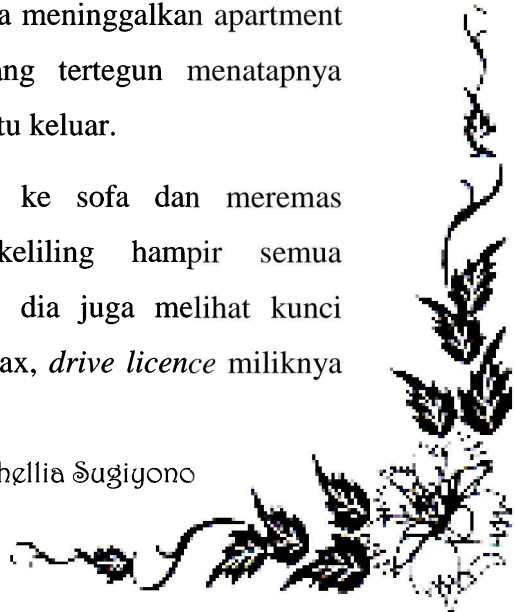 a meninggalkan apartment
ang tertegun menatapnya
tu keluar.
ke sofa dan meremas
keliling hampir semua
dia juga melihat kunci
ax, drive licence miliknya
hellia Sugiyono